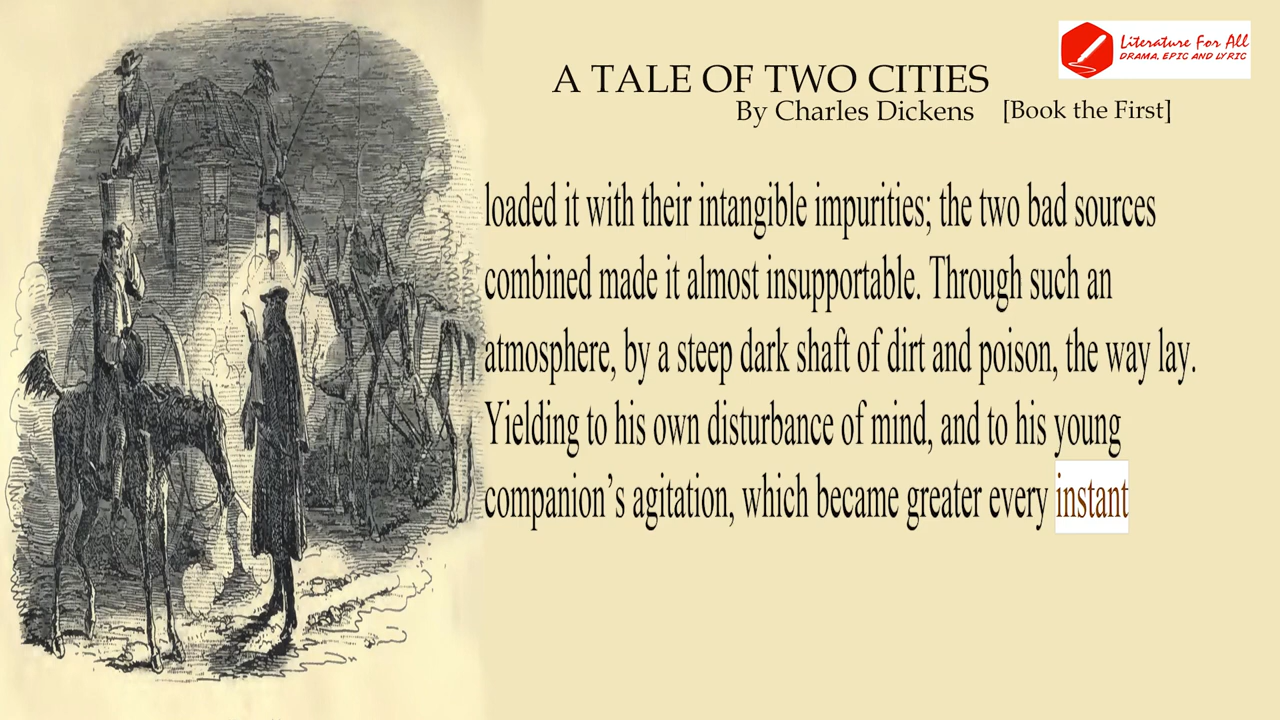 Literature For All
DRAMA, EPIC AND LYRIC
A TALE OF TWO CITIES
By Charles Dickens [Book the First]
loaded it with their intangible impurities; the two bad sources
combined made it almost insupportable. Through such an
atmosphere, by a steep dark shaft of dirt and poison, the way lay.
Yielding to his own disturbance of mind, and to his young
companion’s agitation, which became greater every instant